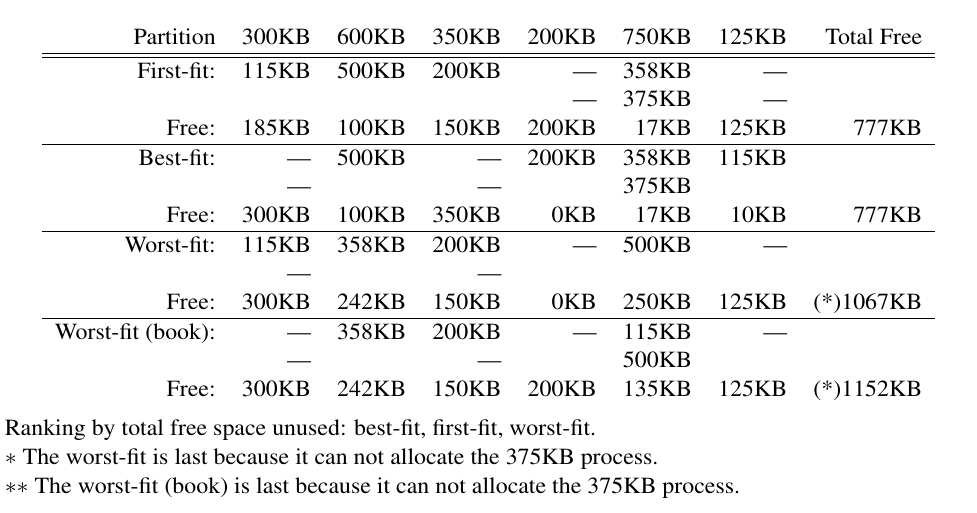 Partition 300KB 600KB 350KB 200KB 750KB 125KB Total Free
First-fit: 115KB 500KB 200KB — 358KB —
— 375KB —
Free: 185KB 100KB 150KB 200KB 17KB 125KB 777KB
Best-fit: — 500KB — 200KB 358KB 115KB
— — 375KB
Free: 300KB 100KB 350KB 0KB 17KB 10KB 777KB
Worst-fit: 115KB 358KB 200KB — 500KB —
— —
Free: 300KB 242KB 150KB 0KB 250KB 125KB (*)1067KB
Worst-fit (book): — 358KB 200KB — 115KB —
— — 500KB
Free: 300KB 242KB 150KB 200KB 135KB 125KB (*)1152KB
Ranking by total free space unused: best-fit, first-fit, worst-fit.
∗ The worst-fit is last because it can not allocate the 375KB process.
∗∗ The worst-fit (book) is last because it can not allocate the 375KB process.